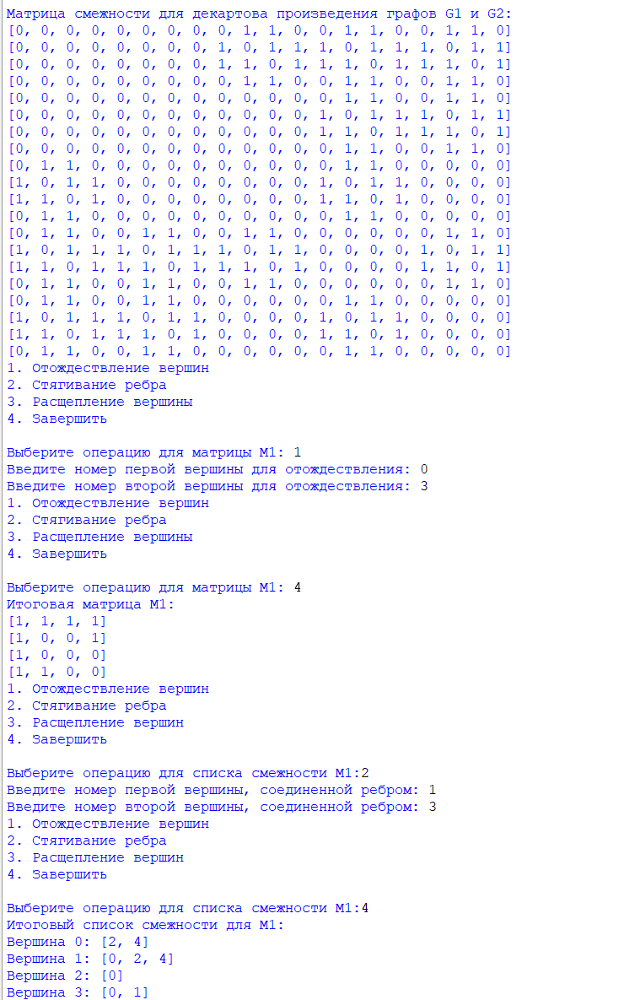 Матрица смежности для декартова произведения графов G1 и G2:
[0, 0, 0, 0, 0, 0, 0, 0, 0, 1, 1, 0, 0, 1, 1, 0, 0, 1, 1, 0]
[0, 0, 0, 0, 0, 0, 0, 0, 1, 0, 1, 1, 1, 0, 1, 1, 1, 0, 1, 1]
[0, 0, 0, 0, 0, 0, 0, 0, 1, 1, 0, 1, 1, 1, 0, 1, 1, 1, 0, 1]
[0, 0, 0, 0, 0, 0, 0, 0, 0, 1, 1, 0, 0, 1, 1, 0, 0, 1, 1, 0]
[0, 0, 0, 0, 0, 0, 0, 0, 0, 0, 0, 0, 0, 1, 1, 0, 0, 1, 1, 0]
[0, 0, 0, 0, 0, 0, 0, 0, 0, 0, 0, 0, 1, 0, 1, 1, 1, 0, 1, 1]
[0, 0, 0, 0, 0, 0, 0, 0, 0, 0, 0, 0, 1, 1, 0, 1, 1, 1, 0, 1]
[0, 0, 0, 0, 0, 0, 0, 0, 0, 0, 0, 0, 0, 1, 1, 0, 0, 1, 1, 0]
[0, 1, 1, 0, 0, 0, 0, 0, 0, 0, 0, 0, 0, 1, 1, 0, 0, 0, 0, 0]
[1, 0, 1, 1, 0, 0, 0, 0, 0, 0, 0, 0, 1, 0, 1, 1, 0, 0, 0, 0]
[1, 1, 0, 1, 0, 0, 0, 0, 0, 0, 0, 0, 1, 1, 0, 1, 0, 0, 0, 0]
[0, 1, 1, 0, 0, 0, 0, 0, 0, 0, 0, 0, 0, 1, 1, 0, 0, 0, 0, 0]
[0, 1, 1, 0, 0, 1, 1, 0, 0, 1, 1, 0, 0, 0, 0, 0, 0, 1, 1, 0]
[1, 0, 1, 1, 1, 0, 1, 1, 1, 0, 1, 1, 0, 0, 0, 0, 1, 0, 1, 1]
[1, 1, 0, 1, 1, 1, 0, 1, 1, 1, 0, 1, 0, 0, 0, 0, 1, 1, 0, 1]
[0, 1, 1, 0, 0, 1, 1, 0, 0, 1, 1, 0, 0, 0, 0, 0, 0, 1, 1, 0]
[0, 1, 1, 0, 0, 1, 1, 0, 0, 0, 0, 0, 0, 1, 1, 0, 0, 0, 0, 0]
[1, 0, 1, 1, 1, 0, 1, 1, 0, 0, 0, 0, 1, 0, 1, 1, 0, 0, 0, 0]
[1, 1, 0, 1, 1, 1, 0, 1, 0, 0, 0, 0, 1, 1, 0, 1, 0, 0, 0, 0]
[0, 1, 1, 0, 0, 1, 1, 0, 0, 0, 0, 0, 0, 1, 1, 0, 0, 0, 0, 0]
1. Отождествление вершин
2. Стягивание ребра
3. Расщепление вершины
4. Завершить
Выберите операцию для матрицы M1: 1
Введите номер первой вершины для отождествления: 0
Введите номер второй вершины для отождествления: 3
1. Отождествление вершин
2. Стягивание ребра
3. Расщепление вершины
4. Завершить
Выберите операцию для матрицы M1: 4
Итоговая матрица M1:
[1, 1, 1, 1]
[1, 0, 0, 1]
[1, 0, 0, 0]
[1, 1, 0, 0]
1. Отождествление вершин
2. Стягивание ребра
3. Расщепление вершин
4. Завершить
Выберите операцию для списка смежности M1:2
Введите номер первой вершины, соединенной ребром: 1
Введите номер второй вершины, соединенной ребром: 3
1. Отождествление вершин
2. Стягивание ребра
3. Расщепление вершин
4. Завершить
Выберите операцию для списка смежности M1:4
Итоговый список смежности для M1:
Вершина 0: [2, 4]
Вершина 1: [0, 2, 4]
Вершина 2: [0]
Вершина 3: [0, 1]